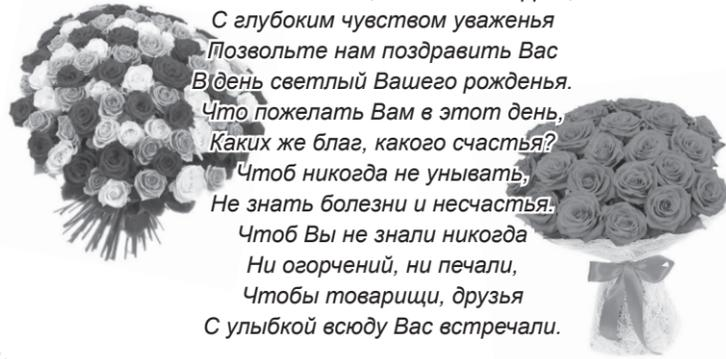 С глубоким чувством уваженья
Позвольте нам поздравить Вас
В день светлый Вашего рожденья.
Что пожелать Вам в этот день,
Каких же благ, какого счастья?
Чтоб никогда не унывать,
Не знать болезни и несчастья.
Чтоб Вы не знали никогда
Ни огорчений, ни печали,
Чтобы товарищи, друзья
С улыбкой всюду Вас встречали.